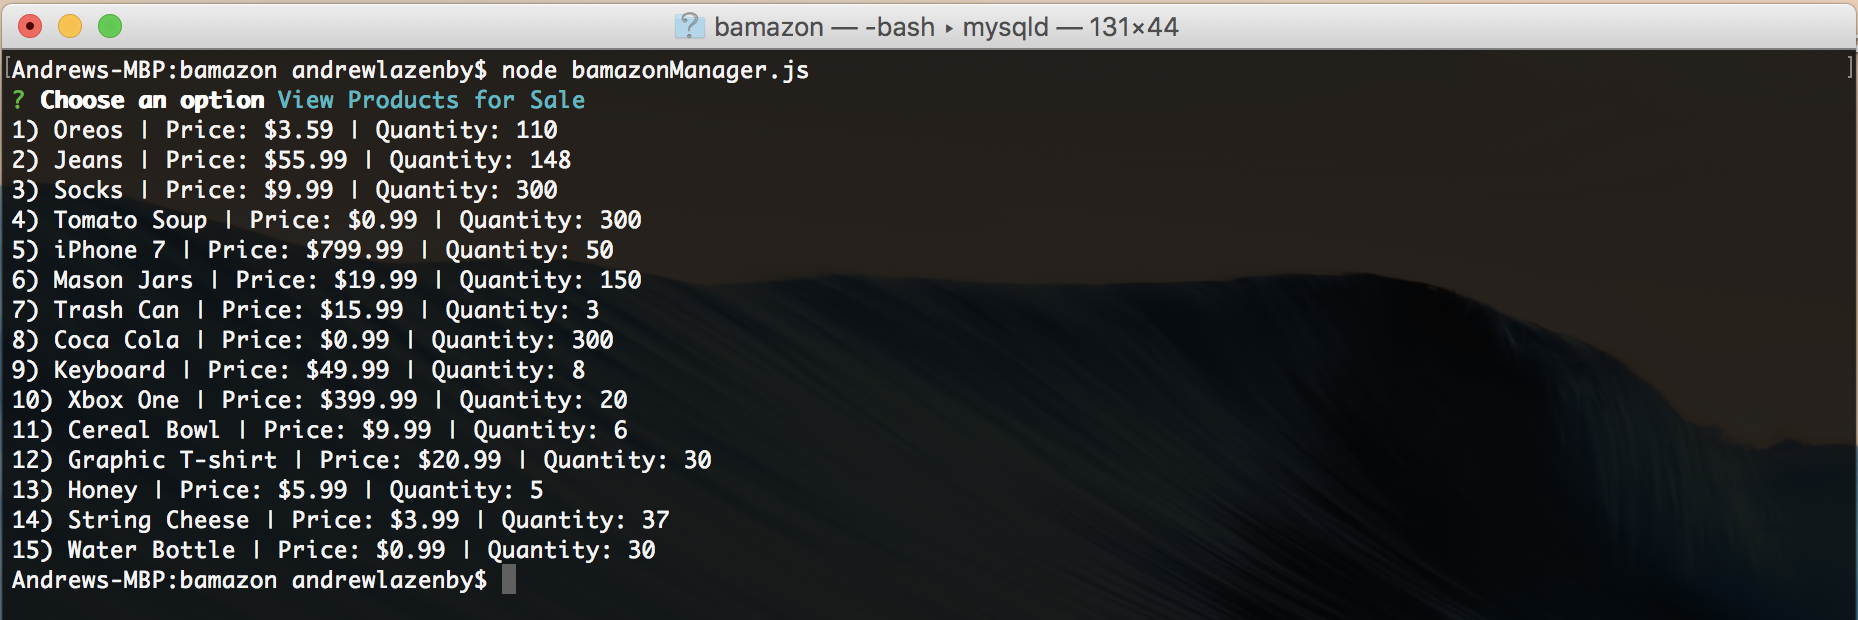 bamazon — -bash ▸ mysqld — 131×44
[Andrews-MBP:bamazon andrewlazenby$ node bamazonManager.js ]
? Choose an option View Products for Sale
1) Oreos | Price: $3.59 | Quantity: 110
2) Jeans | Price: $55.99 | Quantity: 148
3) Socks | Price: $9.99 | Quantity: 300
4) Tomato Soup | Price: $0.99 | Quantity: 300
5) iPhone 7 | Price: $799.99 | Quantity: 50
6) Mason Jars | Price: $19.99 | Quantity: 150
7) Trash Can | Price: $15.99 | Quantity: 3
8) Coca Cola | Price: $0.99 | Quantity: 300
9) Keyboard | Price: $49.99 | Quantity: 8
10) Xbox One | Price: $399.99 | Quantity: 20
11) Cereal Bowl | Price: $9.99 | Quantity: 6
12) Graphic T-shirt | Price: $20.99 | Quantity: 30
13) Honey | Price: $5.99 | Quantity: 5
14) String Cheese | Price: $3.99 | Quantity: 37
15) Water Bottle | Price: $0.99 | Quantity: 30
Andrews-MBP:bamazon andrewlazenby$